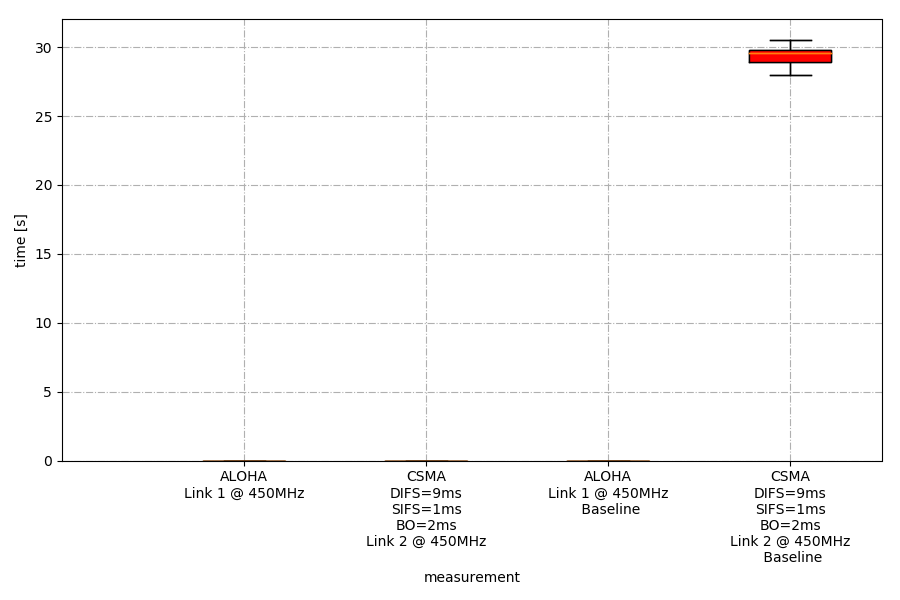 30
25
20
15
10
5
0
time [s]
ALOHA
Link 1 @ 450MHz
CSMA
DIFS=9ms
SIFS=1ms
BO=2ms
Link 2 @ 450MHz
ALOHA
Link 1 @ 450MHz
Baseline
CSMA
DIFS=9ms
SIFS=1ms
BO=2ms
Link 2 @ 450MHz
Baseline
measurement